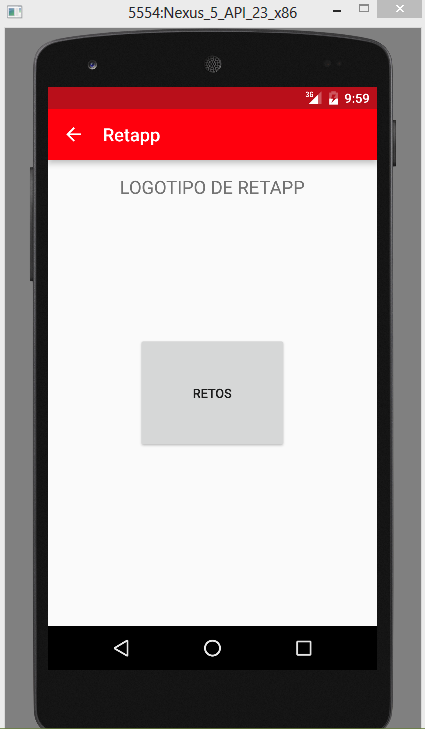 5554:Nexus_5_API_23_x86
3G 9:59
Retapp
LOGOTIPO DE RETAPP
RETOS